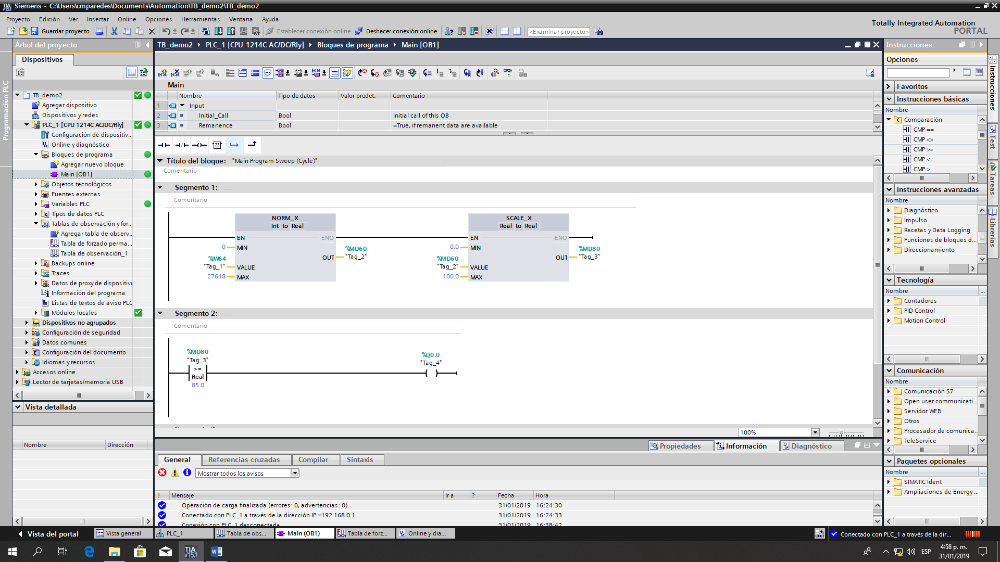 Siemens - C:\Users\cmparedes\Documents\Automation\TB_demo2\TB_demo2
Proyecto Edición Ver Insertar Online Opciones Herramientas Ventana Ayuda
Totally Integrated Automation
PORTAL
Guardar proyecto
Establecer conexión online
Deshacer conexión online
<Examinar proyecto>
Árbol del proyecto
TB_demo2 PLC_1 [CPU 1214C AC/DC/Rly] Bloques de programa Main [OB1]
Dispositivos
Programación PLC
TB_demo2
Agregar dispositivo
Dispositivos y redes
PLC_1 [CPU 1214C AC/DC/Rly]
Configuración de dispositiv...
Online y diagnóstico
Bloques de programa
Agregar nuevo bloque
Main [OB1]
Objetos tecnológicos
Fuentes externas
Variables PLC
Tipos de datos PLC
Tablas de observación y for...
Agregar tabla de observ...
Tabla de forzado perma...
Tabla de observación_1
Backups online
Traces
Datos de proxy de dispositivo
Información del programa
Listas de textos de aviso PLC
Módulos locales
Dispositivos no agrupados
Configuración de seguridad
Datos comunes
Configuración del documento
Idiomas y recursos
Accesos online
Lector de tarjetas/memoria USB
Vista detallada
Nombre Dirección
Main
Nombre Tipo de datos Valor predet. Comentario
1 Input
2 Initial_Call Bool Initial call of this OB
3 Remanence Bool =True, if remanent data are available
Título del bloque: "Main Program Sweep (Cycle)"
Comentario
Segmento 1: .....
Comentario
NORM_X
Int to Real
EN ENO
0 MIN
%IW64
"Tag_1" VALUE
27648 MAX
OUT
%MD60
"Tag_2"
SCALE_X
Real to Real
EN ENO
0.0 MIN
%MD60
"Tag_2" VALUE
100.0 MAX
OUT
%MD80
"Tag_3"
Segmento 2: .....
Comentario
%MD80
"Tag_3"
>=
Real
85.0
%Q0.0
"Tag_4"
100%
Propiedades Información Diagnóstico
General Referencias cruzadas Compilar Sintaxis
Mostrar todos los avisos
! Mensaje Ir a ? Fecha Hora
Operación de carga finalizada (errores: 0; advertencias: 0). 31/01/2019 16:24:30
Conectado con PLC_1 a través de la dirección IP =192.168.0.1. 31/01/2019 16:24:33
Conexión con PLC_1 desconectada. 31/01/2019 16:38:42
Instrucciones
Opciones
Favoritos
Instrucciones básicas
Nombre
Comparación
CMP ==
CMP <>
CMP >=
CMP <=
CMP >
Instrucciones avanzadas
Nombre
Diagnóstico
Impulso
Recetas y Data Logging
Funciones de bloques d...
Direccionamiento
Tecnología
Nombre ...
Contadores
PID Control
Motion Control
Comunicación
Nombre
Comunicación S7
Open user communicati...
Servidor WEB
Otros
Procesador de comunica...
TeleService
Paquetes opcionales
Nombre ...
SIMATIC Ident
Ampliaciones de Energy ...
Instrucciones
Test
Tareas
Librerías
Vista del portal
Vista general
PLC_1
Tabla de obs...
Main (OB1)
Tabla de forz...
Online y dia...
Conectado con PLC_1 a través de la dir...
TIA
V15.1
ESP
4:58 p. m.
31/01/2019